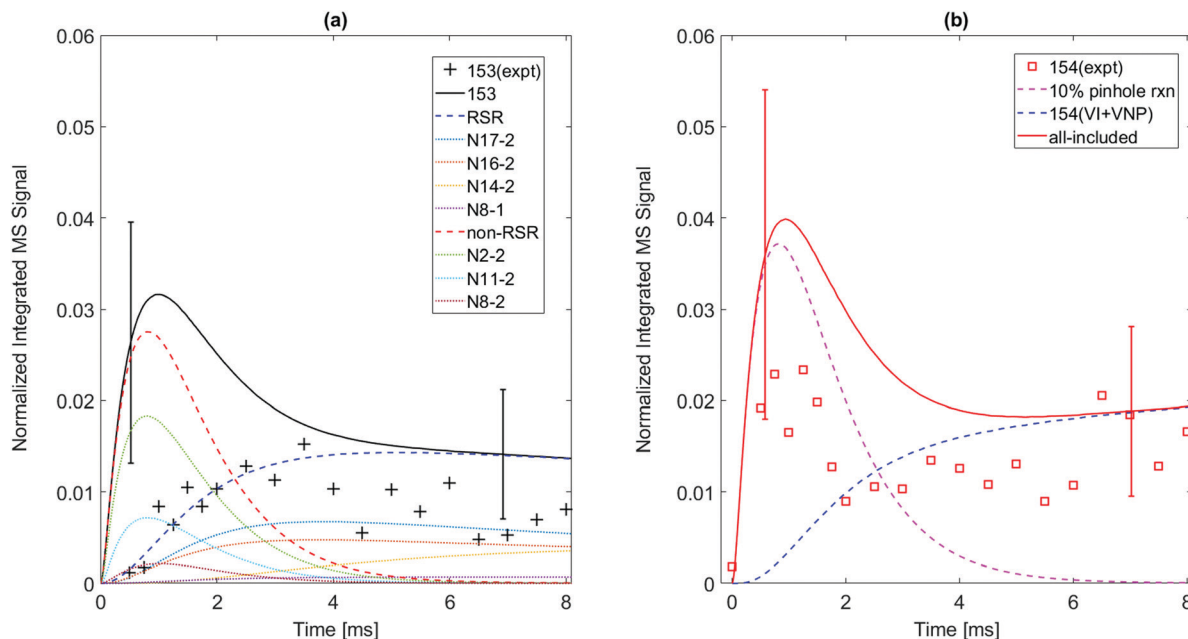 (a)
0.06
0.05
0.04
0.03
0.02
0.01
0
Normalized Integrated MS Signal
0 2 4 6 8
Time [ms]
153(expt)
153
RSR
N17-2
N16-2
N14-2
N8-1
non-RSR
N2-2
N11-2
N8-2
(b)
0.06
0.05
0.04
0.03
0.02
0.01
0
Normalized Integrated MS Signal
0 2 4 6 8
Time [ms]
154(expt)
10% pinhole rxn
154(VI+VNP)
all-included